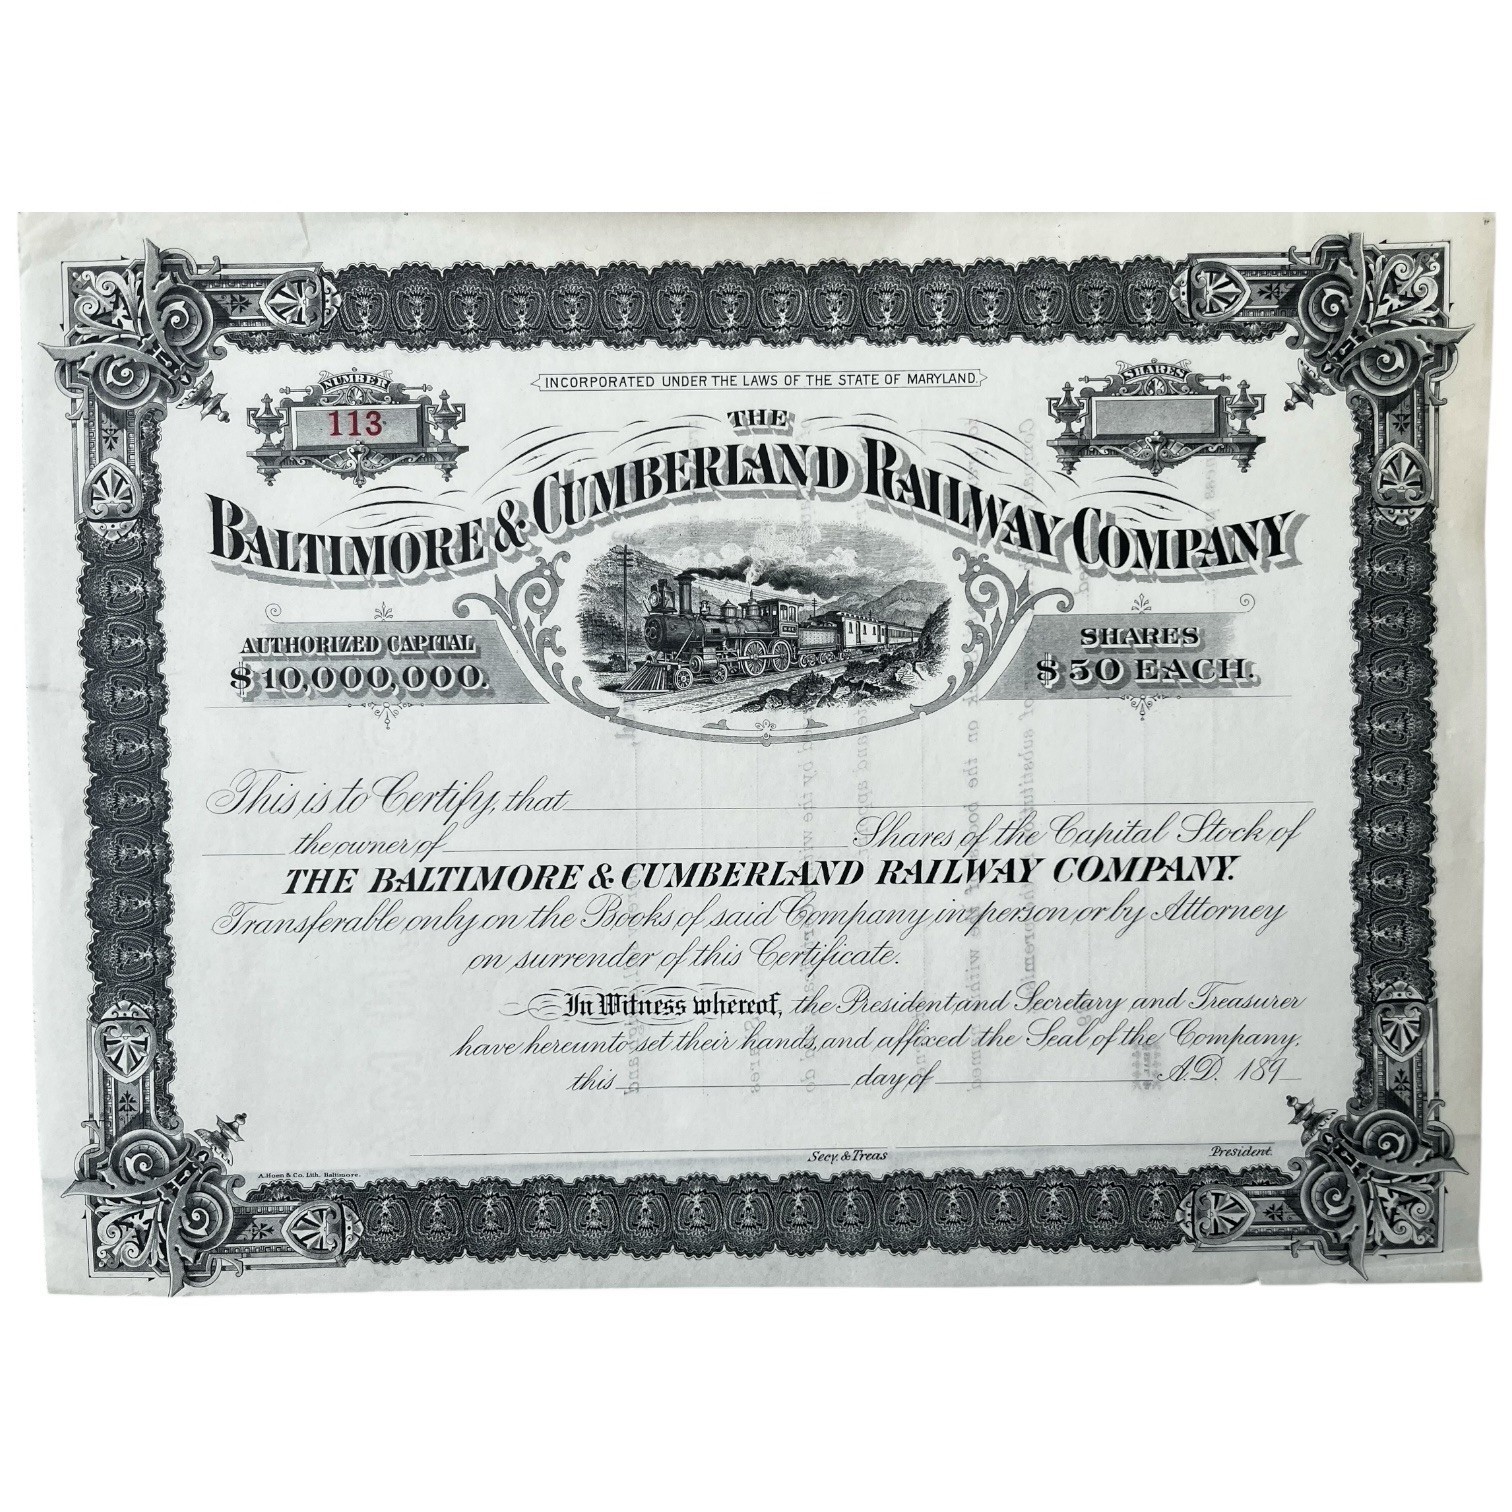 INCORPORATED UNDER THE LAWS OF THE STATE OF MARYLAND.
NUMBER
113
SHARES
THE
BALTIMORE & CUMBERLAND RAILWAY COMPANY
AUTHORIZED CAPITAL
$10,000,000.
SHARES
$50 EACH.
This is to Certify, that
the owner of Shares of the Capital Stock of
THE BALTIMORE & CUMBERLAND RAILWAY COMPANY.
Transferable only on the Books of said Company in person or by Attorney
on surrender of this Certificate.
In Witness whereof, the President and Secretary and Treasurer
have hereunto set their hands, and affixed the Seal of the Company,
this day of A.D. 189
Secy. & Treas President.
A. Hoen & Co. Lith. Baltimore.